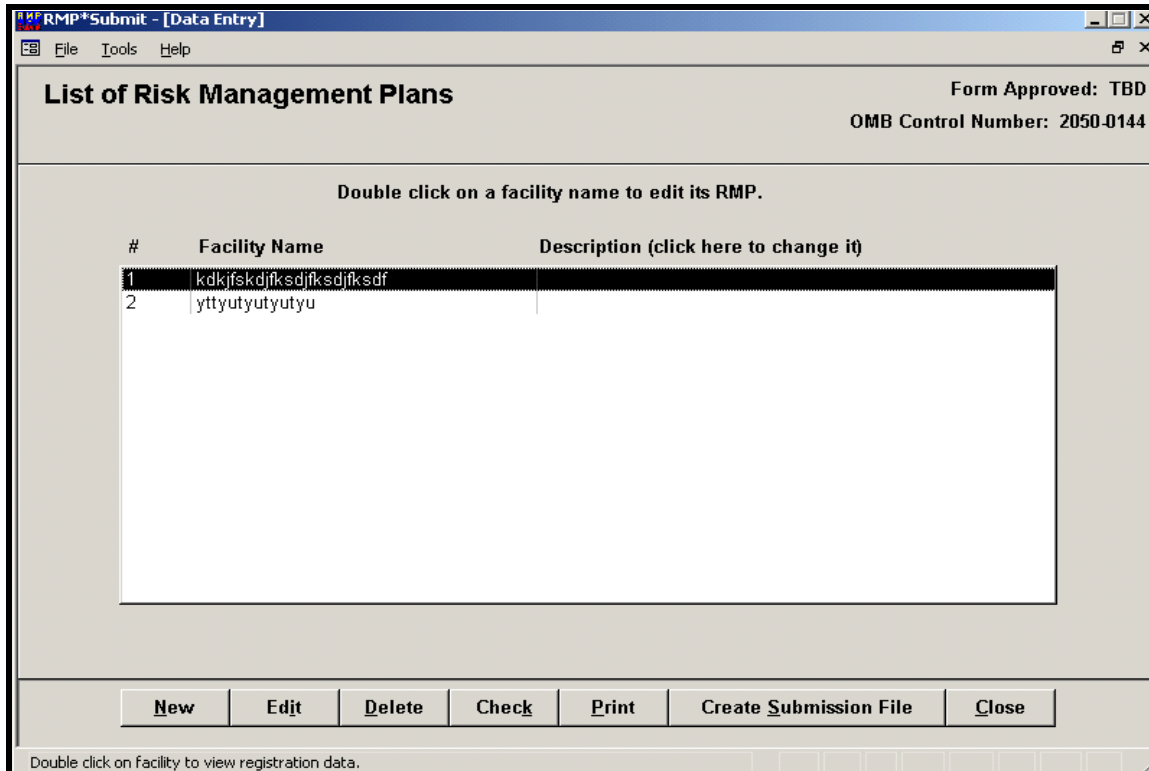 RMP*Submit - [Data Entry]
File Tools Help
List of Risk Management Plans
Form Approved: TBD
OMB Control Number: 2050-0144
Double click on a facility name to edit its RMP.
# Facility Name Description (click here to change it)
1 kdkjfskdjfksdjfksdjfksdf
2 yttyutyutyutyu
New Edit Delete Check Print Create Submission File Close
Double click on facility to view registration data.